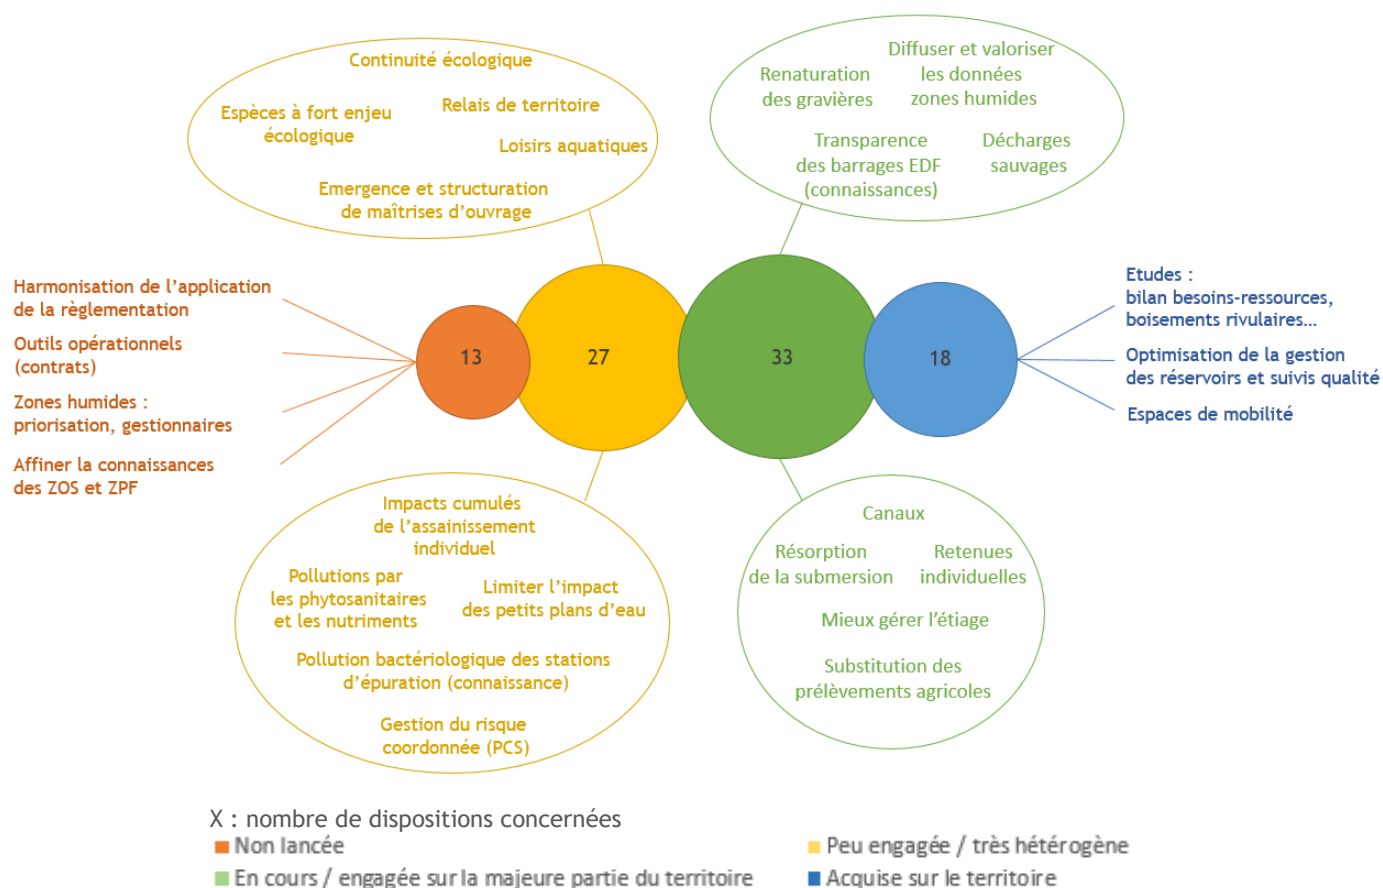 Continuité écologique
Espèces à fort enjeu
écologique
Relais de territoire
Loisirs aquatiques
Emergence et structuration
de maîtrises d’ouvrage
Renaturation
des gravières
Diffuser et valoriser
les données
zones humides
Transparence
des barrages EDF
(connaissances)
Décharges
sauvages
Harmonisation de l’application
de la règlementation
Outils opérationnels
(contrats)
Zones humides :
priorisation, gestionnaires
Affiner la connaissances
des ZOS et ZPF
13
27
33
18
Etudes :
bilan besoins-ressources,
boisements rivulaires...
Optimisation de la gestion
des réservoirs et suivis qualité
Espaces de mobilité
Impacts cumulés
de l’assainissement
individuel
Pollutions par
les phytosanitaires
et les nutriments
Limiter l’impact
des petits plans d’eau
Pollution bactériologique des stations
d’épuration (connaissance)
Gestion du risque
coordonnée (PCS)
Canaux
Résorption
de la submersion
Retenues
individuelles
Mieux gérer l’étiage
Substitution des
prélèvements agricoles
X : nombre de dispositions concernées
Non lancée
Peu engagée / très hétérogène
En cours / engagée sur la majeure partie du territoire
Acquise sur le territoire